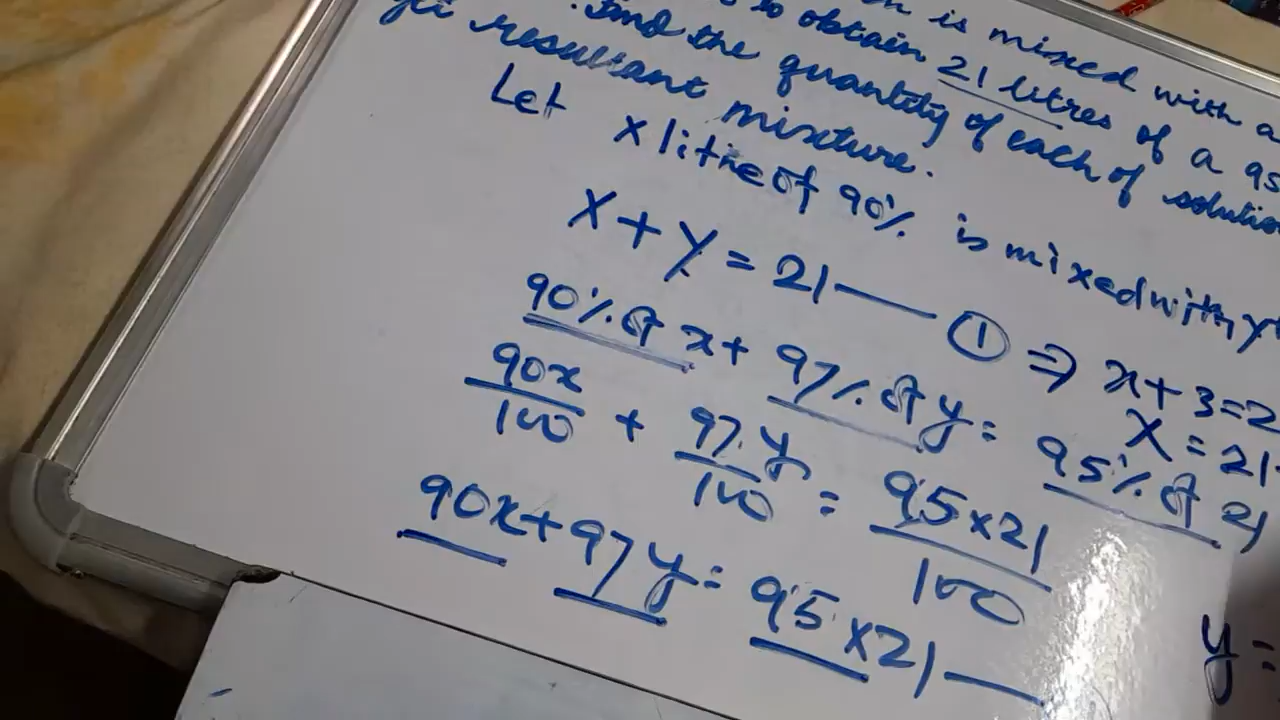 is mixed with a
to obtain 21 litres of a 95
. Find the quantity of each of solution
resultant mixture.
Let x litre of 90% is mixed with y
x + y = 21 — ① ⇒ x + 3 = 2
x = 21-
90% of x + 97% of y = 95% of 21
90x/100 + 97y/100 = 95×21/100
90x + 97y = 95 × 21 —
y =